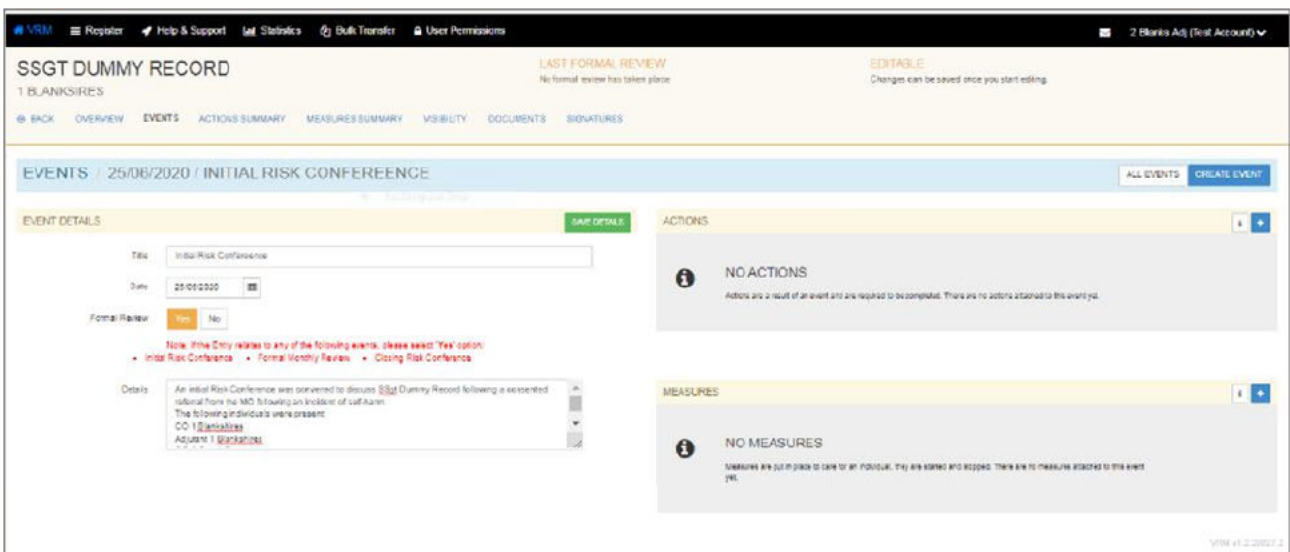 VRM Register Help & Support Statistics Bulk Transfer User Permissions 2 Blanks Adj (Test Account)
SSGT DUMMY RECORD
1 BLANKSIRES
LAST FORMAL REVIEW
No formal review has taken place
EDITABLE
Changes can be saved once you start editing.
BACK OVERVIEW EVENTS ACTIONS SUMMARY MEASURES SUMMARY VISIBILITY DOCUMENTS SIGNATURES
EVENTS / 25/06/2020 / INITIAL RISK CONFEREENCE
ALL EVENTS CREATE EVENT
EVENT DETAILS SAVE DETAILS
Title Initial Risk Confereence
Date 25/06/2020
Formal Review Yes No
Note: If the Entry relates to any of the following events, please select 'Yes' option:
• Initial Risk Conference • Formal Monthly Review • Closing Risk Conference
Details An initial Risk Conference was convened to discuss SSgt Dummy Record following a consented
referral from the MO following an incident of self-harm.
The following individuals were present
CO 1 Blankshires
Adjutant 1 Blankshires
ACTIONS
NO ACTIONS
Actions are a result of an event and are required to be completed. There are no actions attached to this event yet.
MEASURES
NO MEASURES
Measures are put in place to care for an individual, they are started and stopped. There are no measures attached to this event
yet.